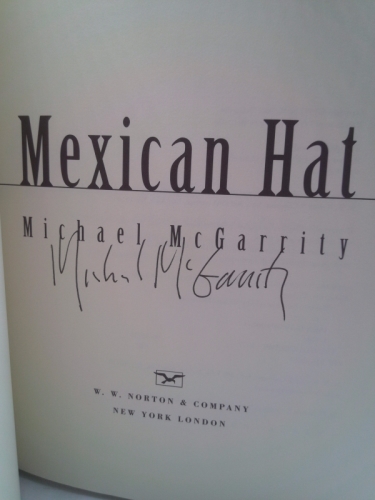 Mexican Hat
Michael McGarrity
Michael McGarrity
W. W. NORTON & COMPANY
NEW YORK LONDON